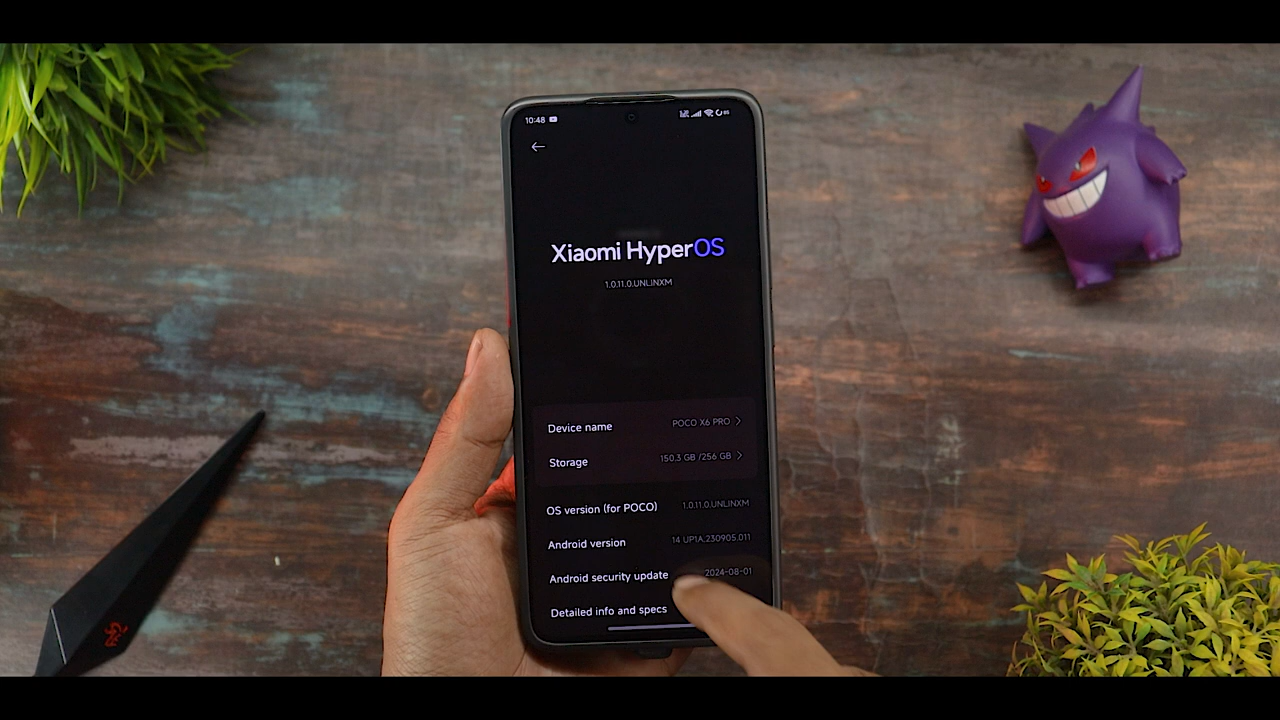 10:48
Xiaomi HyperOS
1.0.11.0.UNLINXM
Device name POCO X6 PRO
Storage 150.3 GB /256 GB
OS version (for POCO) 1.0.11.0.UNLINXM
Android version 14 UP1A.230905.011
Android security update 2024-08-01
Detailed info and specs